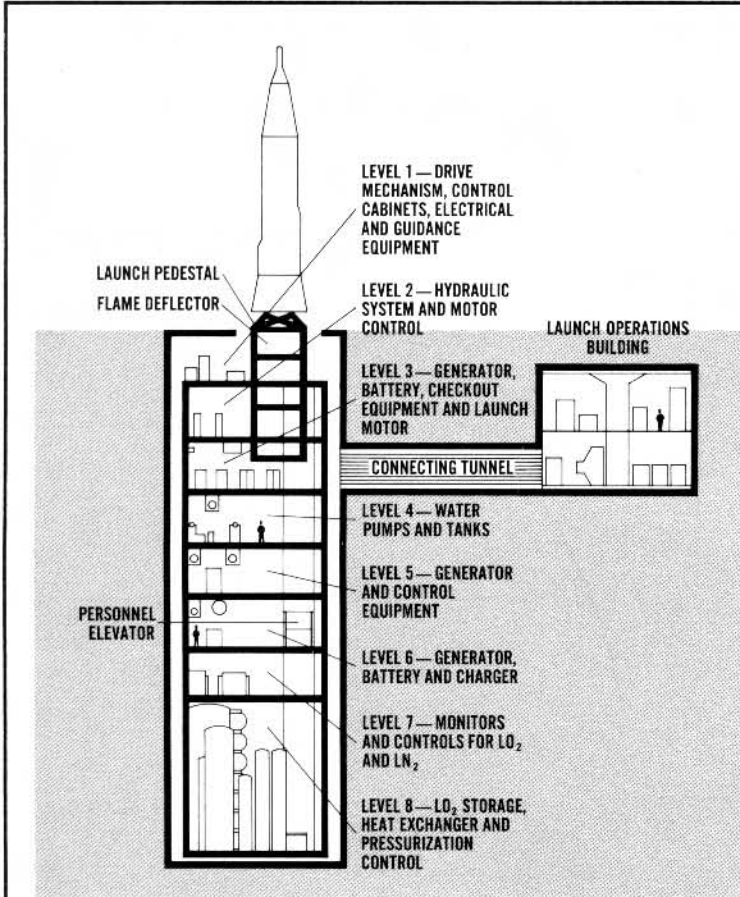 LEVEL 1 — DRIVE
MECHANISM, CONTROL
CABINETS, ELECTRICAL
AND GUIDANCE
EQUIPMENT
LAUNCH PEDESTAL
FLAME DEFLECTOR
LEVEL 2 — HYDRAULIC
SYSTEM AND MOTOR
CONTROL
LAUNCH OPERATIONS
BUILDING
LEVEL 3 — GENERATOR,
BATTERY, CHECKOUT
EQUIPMENT AND LAUNCH
MOTOR
CONNECTING TUNNEL
LEVEL 4 — WATER
PUMPS AND TANKS
LEVEL 5 — GENERATOR
AND CONTROL
EQUIPMENT
PERSONNEL
ELEVATOR
LEVEL 6 — GENERATOR,
BATTERY AND CHARGER
LEVEL 7 — MONITORS
AND CONTROLS FOR LO₂
AND LN₂
LEVEL 8 — LO₂ STORAGE,
HEAT EXCHANGER AND
PRESSURIZATION
CONTROL